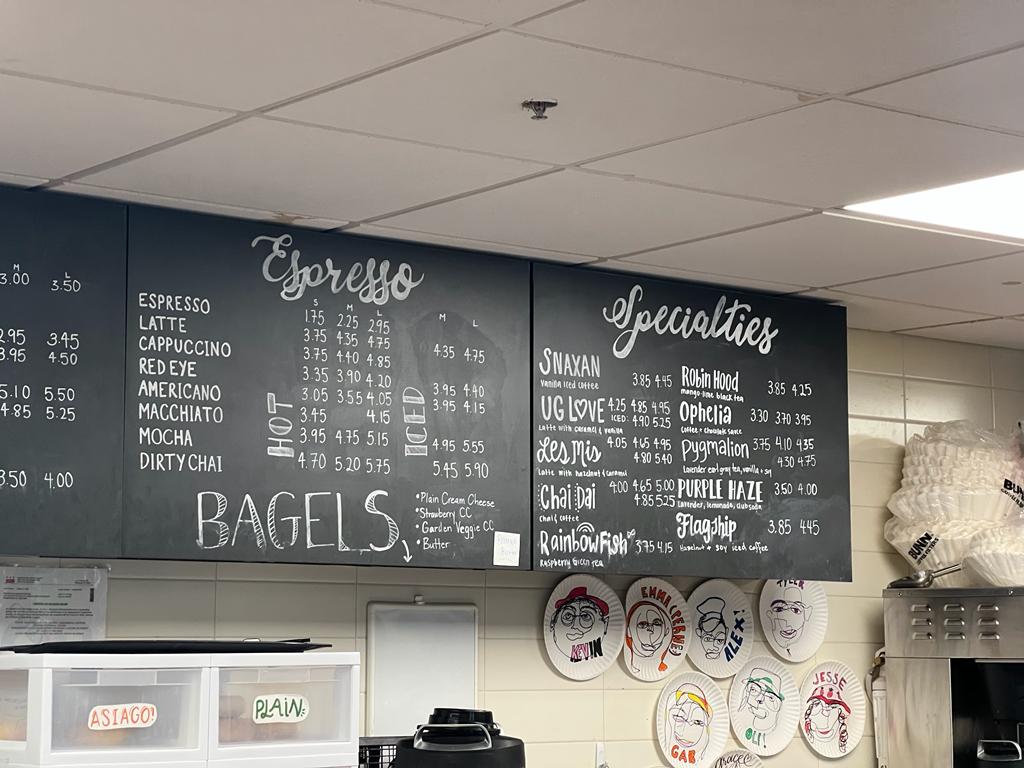 M L
3.00 3.50
2.95 3.45
3.95 4.50
5.10 5.50
4.85 5.25
3.50 4.00
Espresso
S M L
ESPRESSO 1.75 2.25 2.95
LATTE 3.75 4.35 4.75
CAPPUCCINO 3.75 4.40 4.85
RED EYE 3.35 3.90 4.20
AMERICANO 3.05 3.55 4.05
MACCHIATO 3.45 4.15
MOCHA 3.95 4.75 5.15
DIRTY CHAI 4.70 5.20 5.75
HOT
M L
4.35 4.75
3.95 4.40
3.95 4.15
4.95 5.55
5.45 5.90
ICED
BAGELS
•Plain Cream Cheese
•Strawberry CC
•Garden Veggie CC
•Butter
Specialties
SNAXAN 3.85 4.45
Vanilla Iced coffee
UG LOVE 4.25 4.85 4.95
ICED: 4.90 5.25
Latte with caramel & vanilla
Les Mis 4.05 4.65 4.95
4.80 5.40
Latte with hazelnut & caramel
Chai Dai 4.00 4.65 5.00
4.85 5.25
Chai & coffee
Rainbow Fish 3.75 4.15
Raspberry Green tea
Robin Hood 3.85 4.25
mango-lime black tea
Ophelia 3.30 3.70 3.95
Coffee + chocolate sauce
Pygmalion 3.75 4.10 4.35
4.30 4.75
Lavender earl grey tea, vanilla + soy
PURPLE HAZE 3.50 4.00
Lavender, lemonade, club soda
Flagship 3.85 4.45
Hazelnut + soy iced coffee
ASIAGO!
PLAIN
KEVIN
EMMA SPERNEY
ALEX!
TYLER
GAB
OLI!
JESSE
BUNN
BUNN